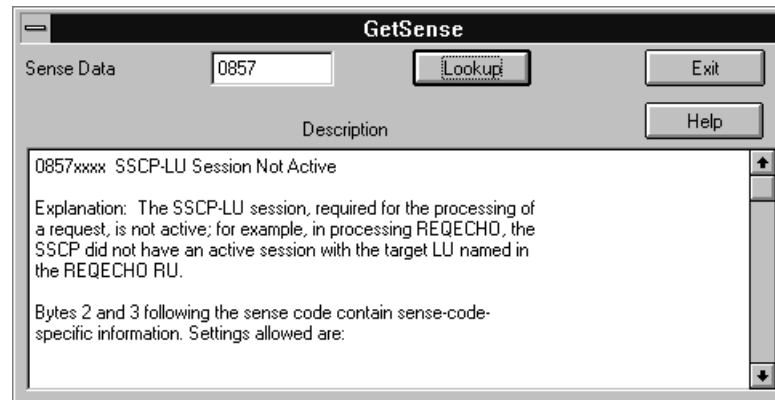 GetSense
Sense Data 0857 Lookup Exit
Help
Description
0857xxxx  SSCP-LU Session Not Active
Explanation:  The SSCP-LU session, required for the processing of
a request, is not active; for example, in processing REQECHO, the
SSCP did not have an active session with the target LU named in
the REQECHO RU.
Bytes 2 and 3 following the sense code contain sense-code-
specific information. Settings allowed are: